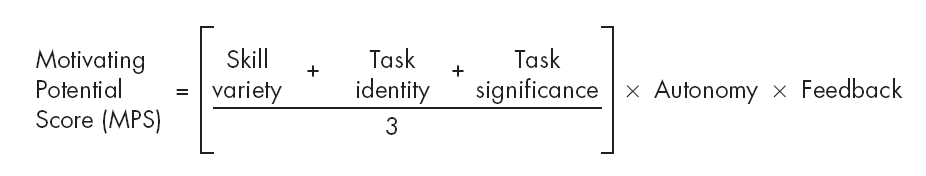 Motivating
Potential
Score (MPS)
=
Skill
variety
+
Task
identity
+
Task
significance
3
× Autonomy × Feedback